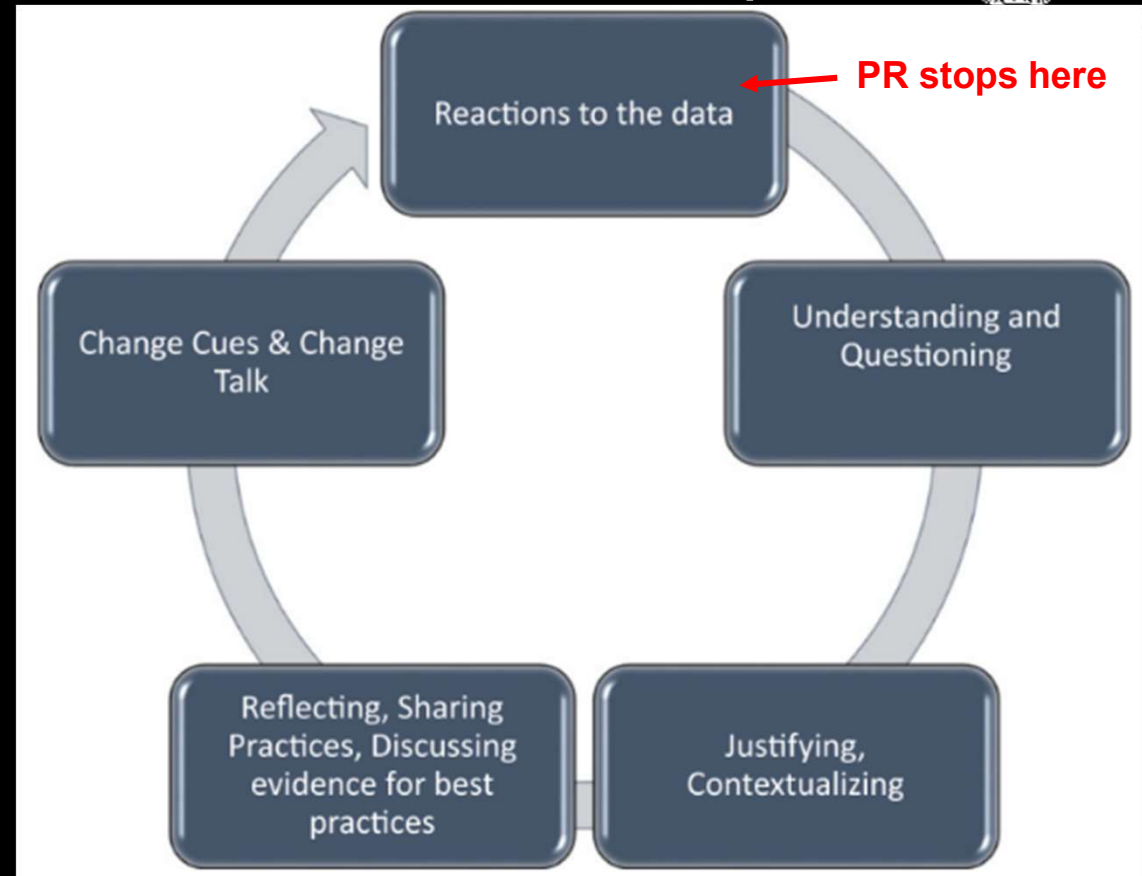 PR stops here
Reactions to the data
Understanding and
Questioning
Justifying,
Contextualizing
Reflecting, Sharing
Practices, Discussing
evidence for best
practices
Change Cues & Change
Talk